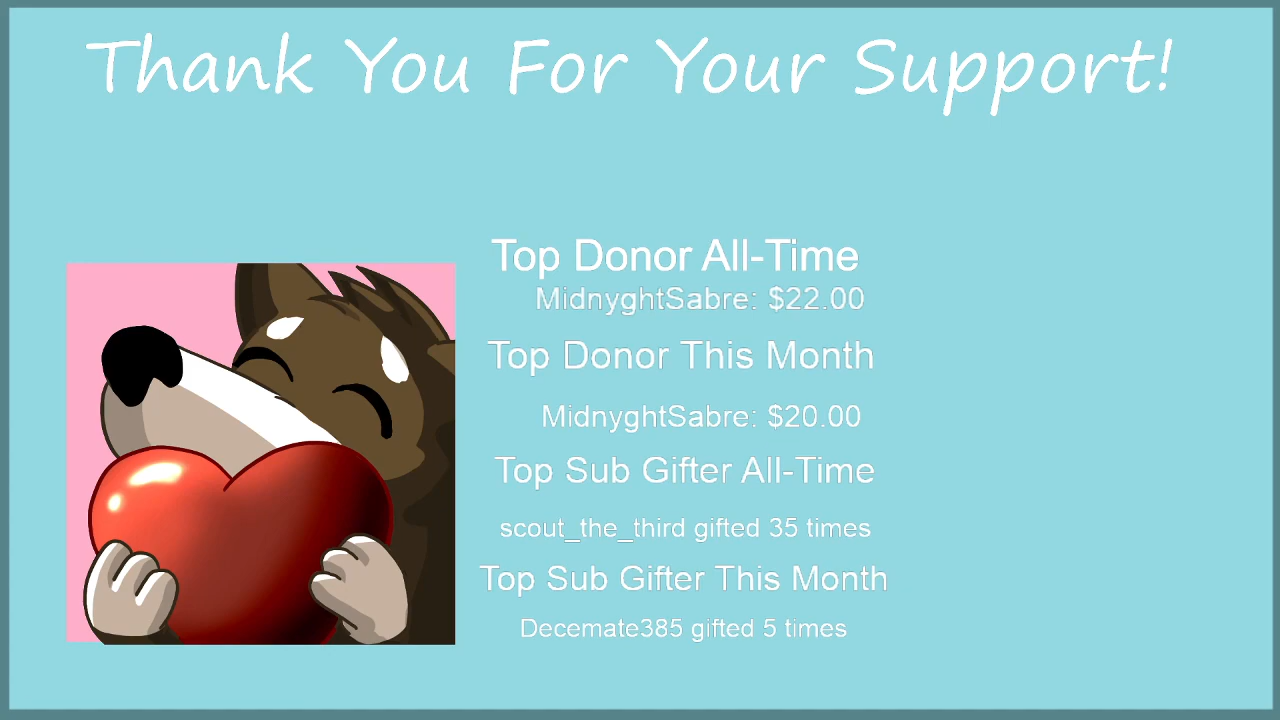 Thank You For Your Support!
Top Donor All-Time
MidnyghtSabre: $22.00
Top Donor This Month
MidnyghtSabre: $20.00
Top Sub Gifter All-Time
scout_the_third gifted 35 times
Top Sub Gifter This Month
Decemate385 gifted 5 times